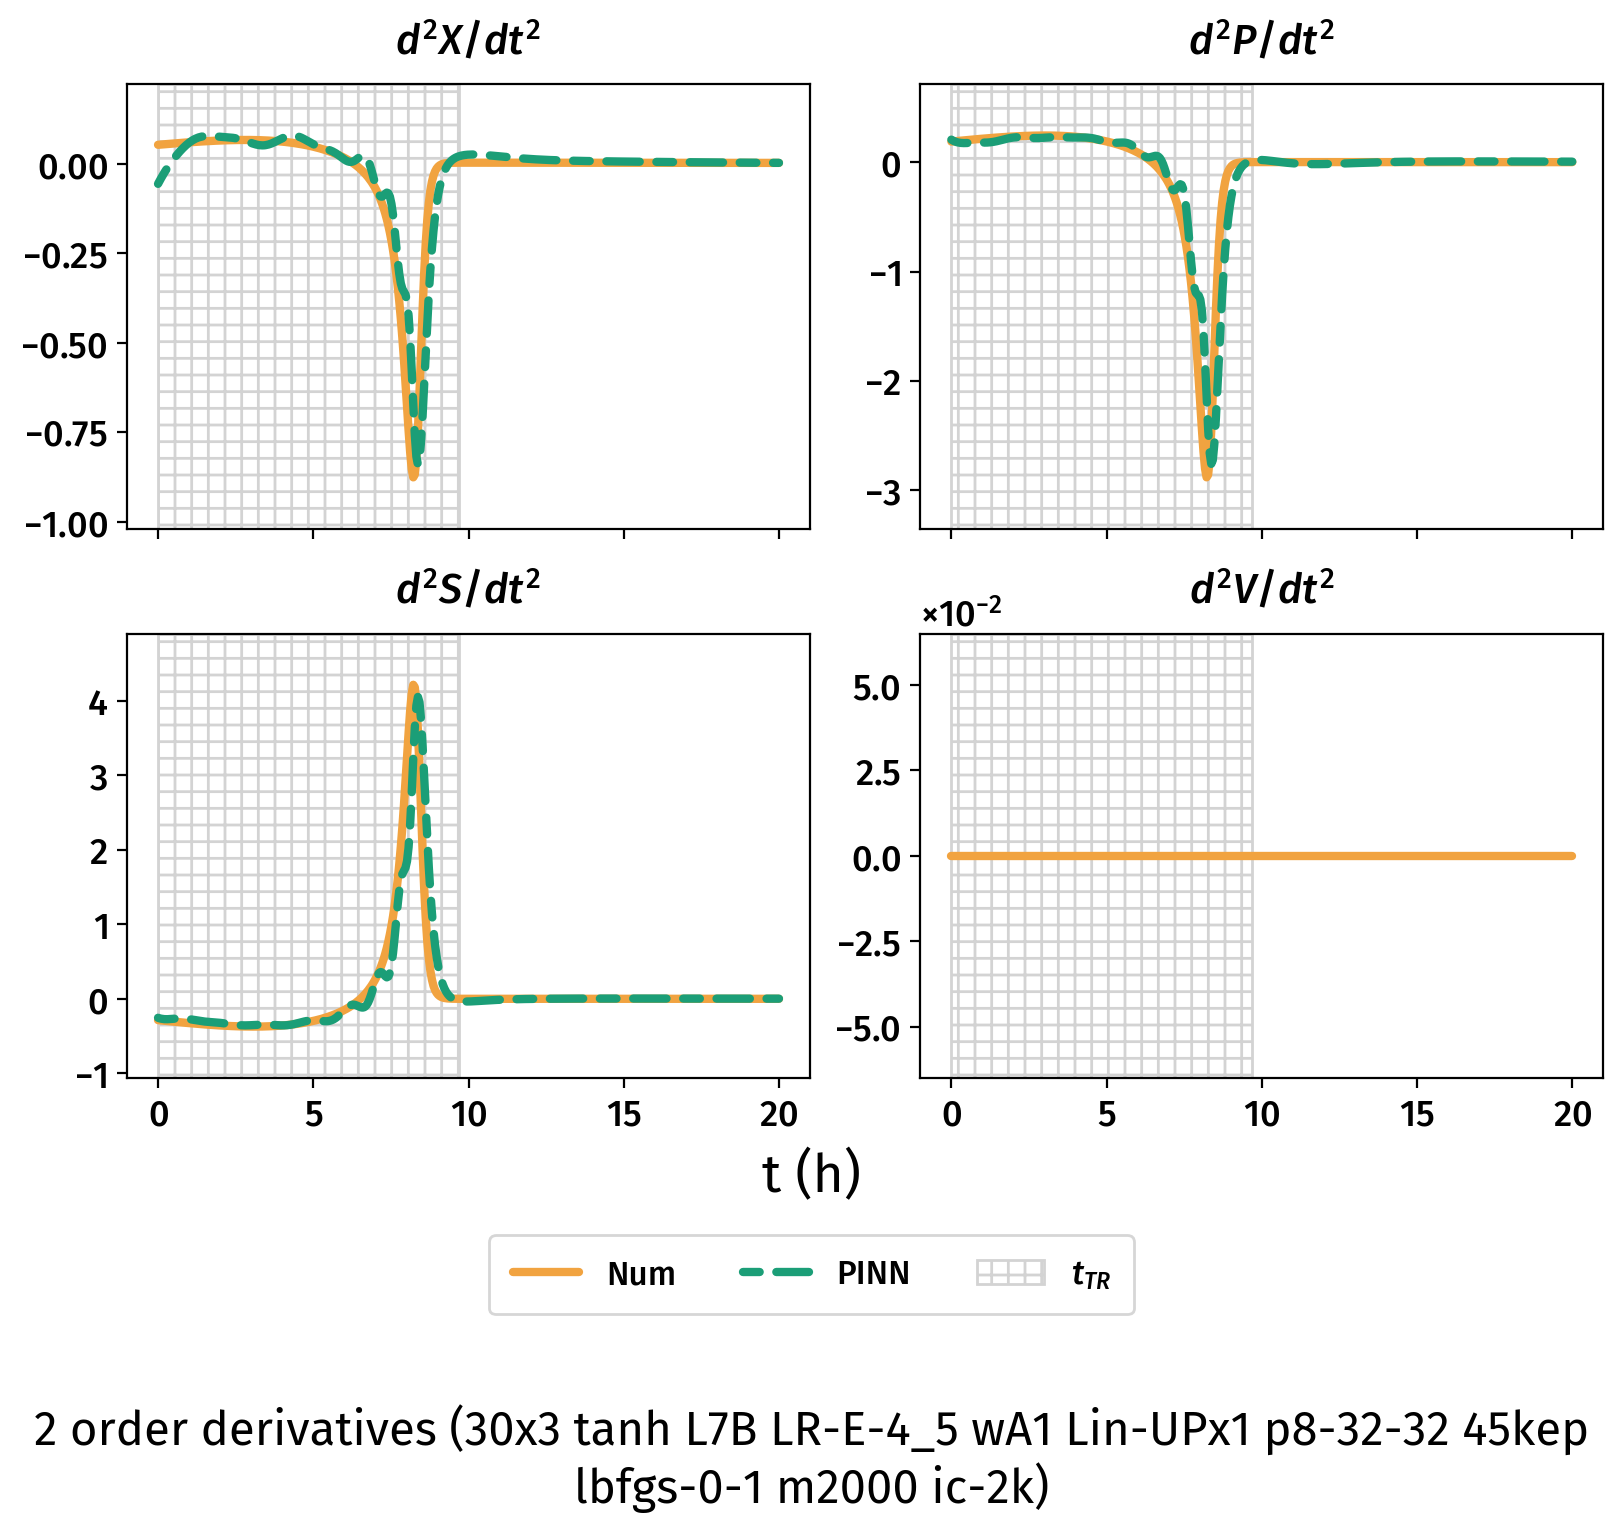 d²X/dt²
d²P/dt²
0.00
−0.25
−0.50
−0.75
−1.00
0
−1
−2
−3
d²S/dt²
d²V/dt²
×10⁻²
4
3
2
1
0
−1
5.0
2.5
0.0
−2.5
−5.0
0 5 10 15 20
0 5 10 15 20
t (h)
Num PINN t_TR
2 order derivatives (30x3 tanh L7B LR-E-4_5 wA1 Lin-UPx1 p8-32-32 45kep
lbfgs-0-1 m2000 ic-2k)